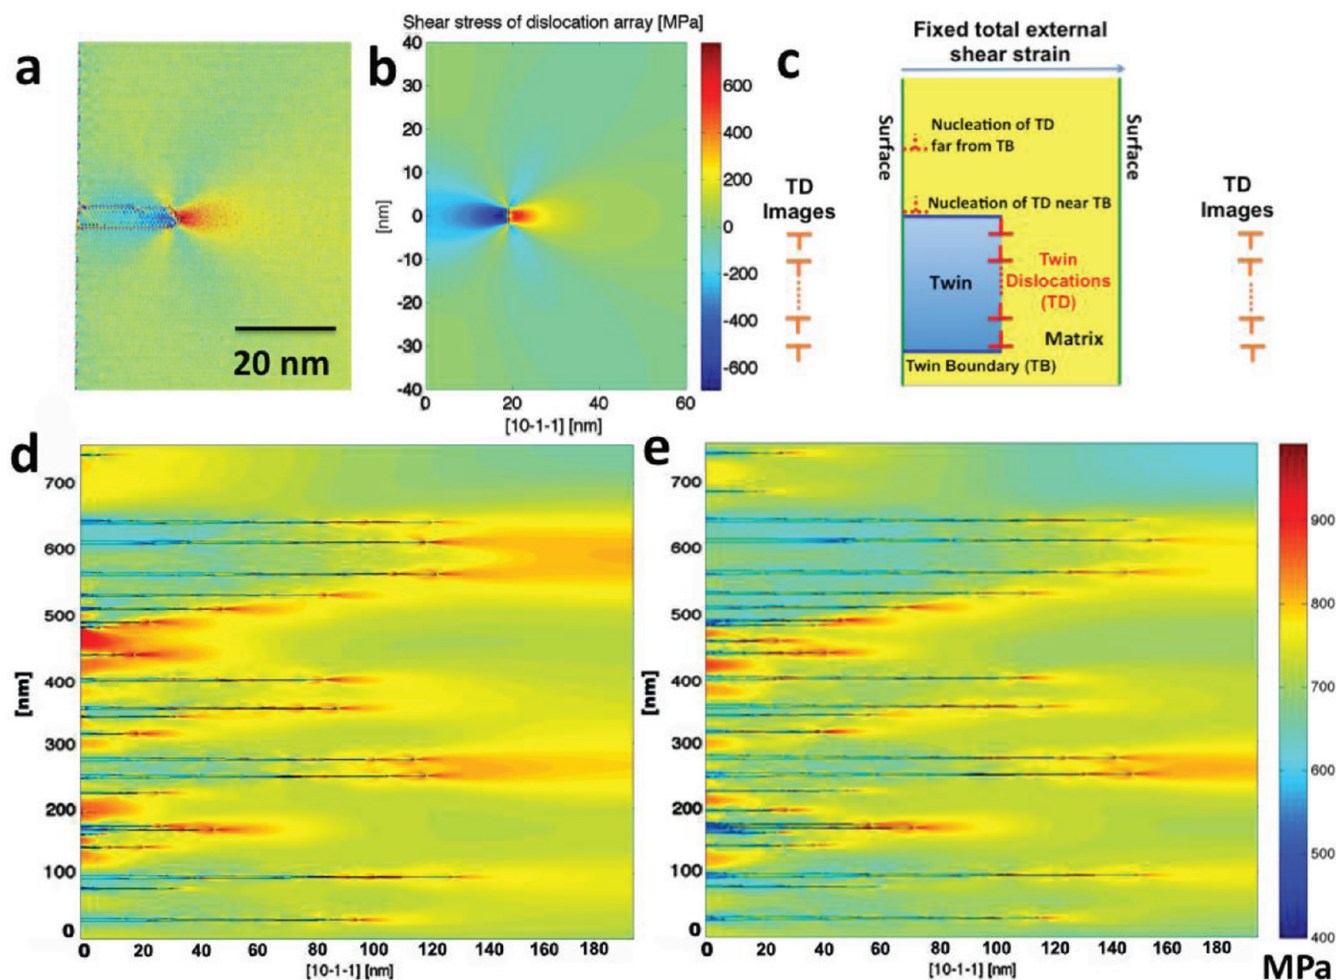 a
20 nm
b
Shear stress of dislocation array [MPa]
40
30
20
10
0
-10
-20
-30
-40
[nm]
0
20
40
60
[10-1-1] [nm]
600
400
200
0
-200
-400
-600
c
Fixed total external
shear strain
Surface
Surface
Nucleation of TD
far from TB
Nucleation of TD near TB
TD
Images
TD
Images
Twin
Twin
Dislocations
(TD)
Matrix
Twin Boundary (TB)
d
700
600
500
400
300
200
100
0
[nm]
0 20 40 60 80 100 120 140 160 180
[10-1-1] [nm]
e
700
600
500
400
300
200
100
0
[nm]
0 20 40 60 80 100 120 140 160 180
[10-1-1] [nm]
900
800
700
600
500
400
MPa